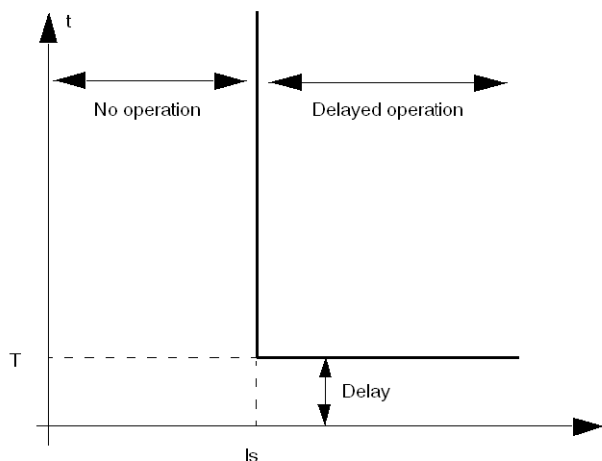 t
No operation
Delayed operation
T
Delay
Is